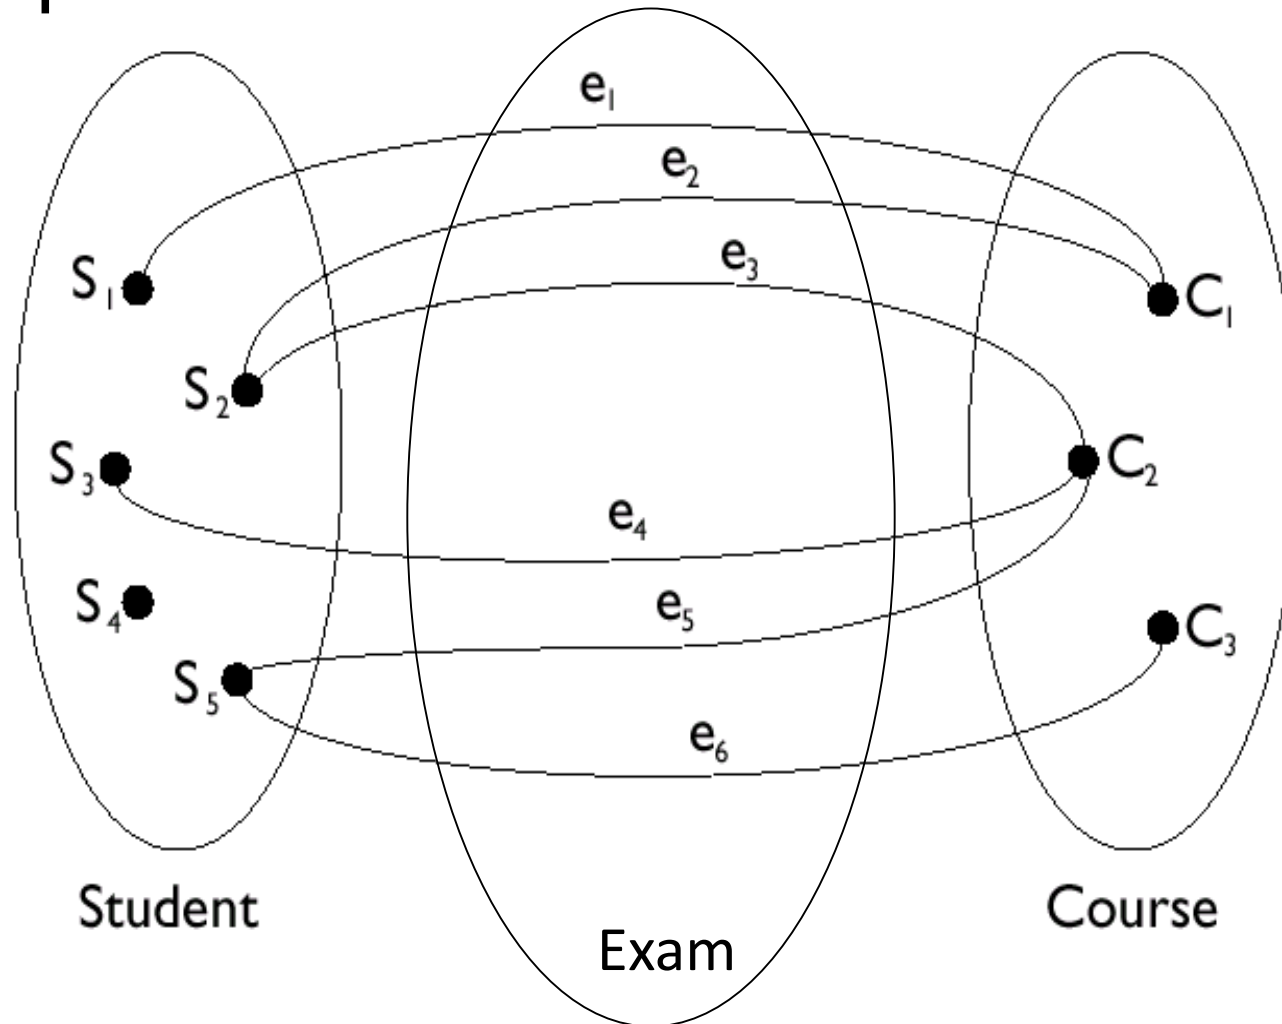 e₁
e₂
e₃
S₁
C₁
S₂
S₃
C₂
e₄
S₄
e₅
C₃
S₅
e₆
Student
Course
Exam